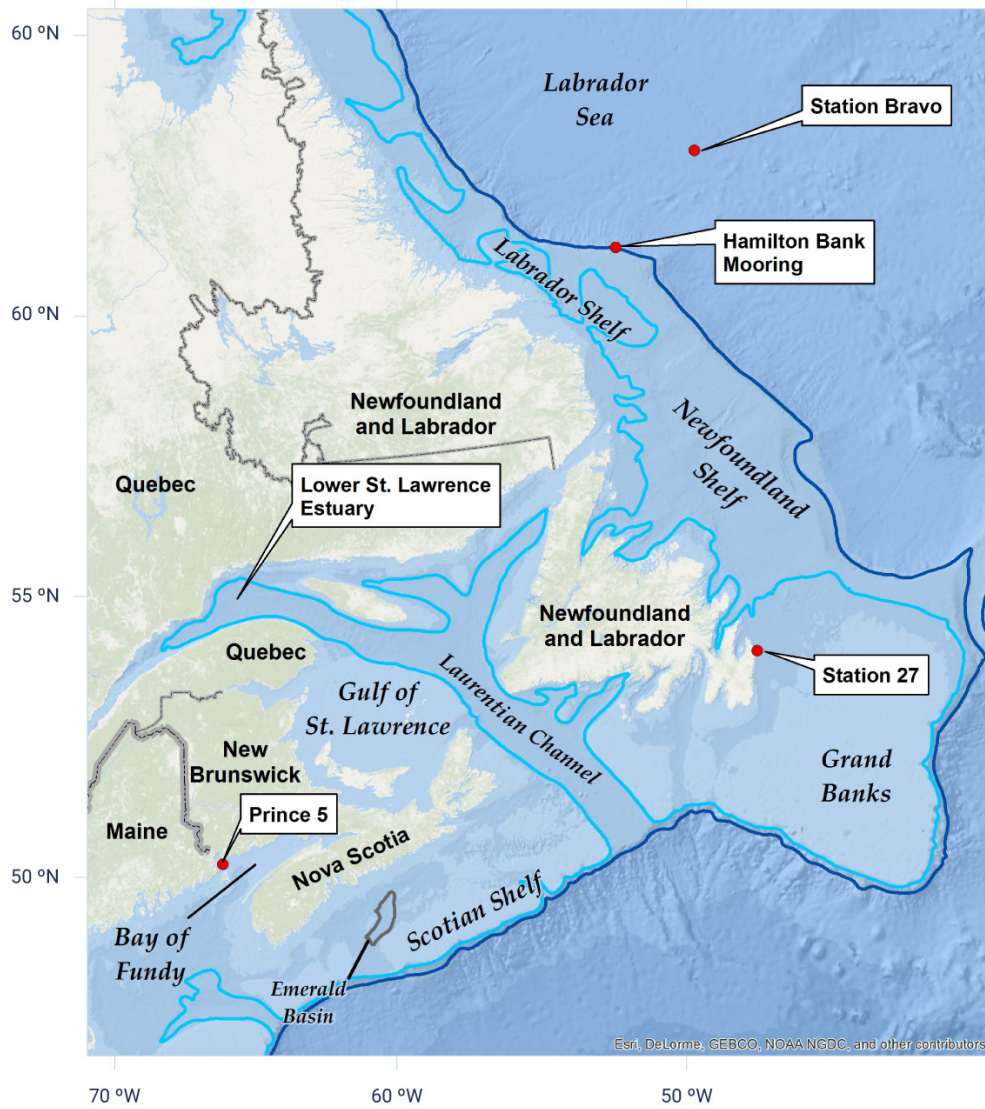 60 ºN
Labrador
Sea
Station Bravo
Hamilton Bank
Mooring
Labrador Shelf
60 ºN
Newfoundland
and Labrador
Newfoundland
Shelf
Quebec
Lower St. Lawrence
Estuary
55 ºN
Newfoundland
and Labrador
Quebec
Station 27
Gulf of
St. Lawrence
Laurentian Channel
New
Brunswick
Grand
Banks
Prince 5
Maine
Nova Scotia
50 ºN
Scotian Shelf
Bay of
Fundy
Emerald
Basin
Esri, DeLorme, GEBCO, NOAA NGDC, and other contributors
70 ºW
60 ºW
50 ºW